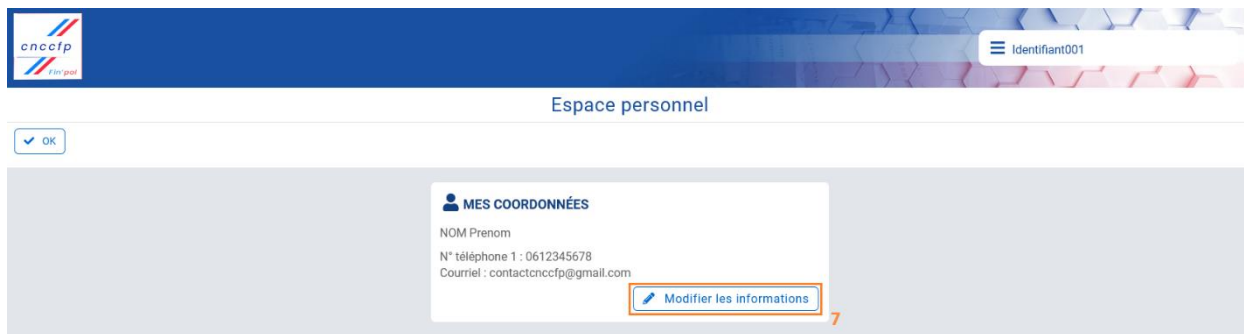 cnccfp
Fin'pol
Identifiant001
Espace personnel
OK
MES COORDONNÉES
NOM Prenom
N° téléphone 1 : 0612345678
Courriel : contactcnccfp@gmail.com
Modifier les informations
7